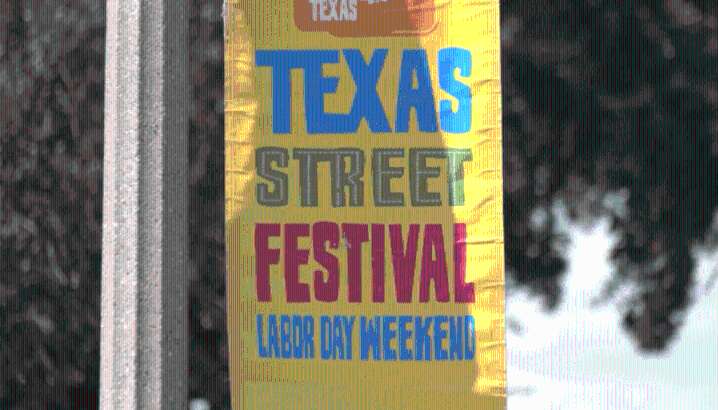 TEXAS
TEXAS
STREET
FESTIVAL
LABOR DAY WEEKEND